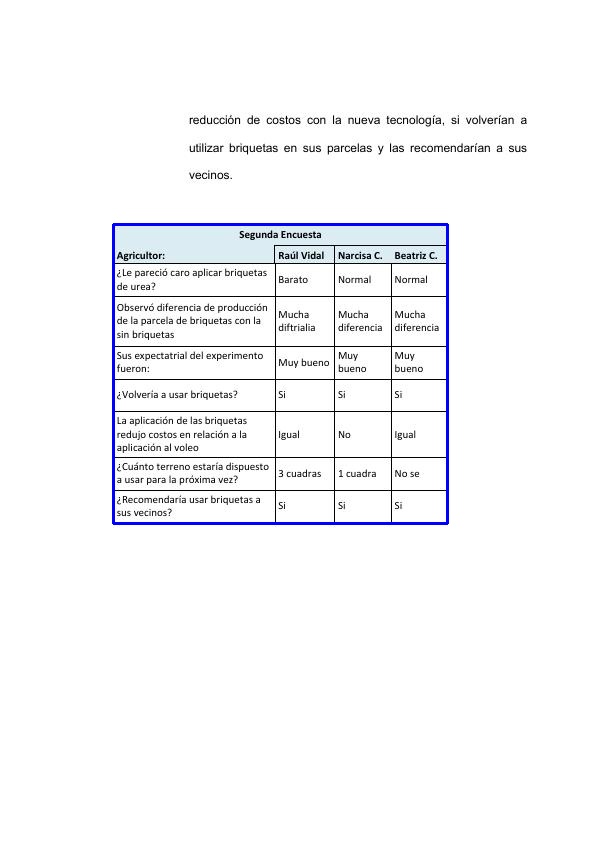 reducción de costos con la nueva tecnología, si volverían a
utilizar briquetas en sus parcelas y las recomendarían a sus
vecinos.
Segunda Encuesta
Agricultor: Raúl Vidal Narcisa C. Beatriz C.
¿Le pareció caro aplicar briquetas
de urea?
Barato Normal Normal
Observó diferencia de producción
de la parcela de briquetas con la
sin briquetas
Mucha
diftrialia
Mucha
diferencia
Mucha
diferencia
Sus expectatrial del experimento
fueron:
Muy bueno
Muy
bueno
Muy
bueno
¿Volvería a usar briquetas? Si Si Si
La aplicación de las briquetas
redujo costos en relación a la
aplicación al voleo
Igual No Igual
¿Cuánto terreno estaría dispuesto
a usar para la próxima vez?
3 cuadras 1 cuadra No se
¿Recomendaría usar briquetas a
sus vecinos?
Si Si Si